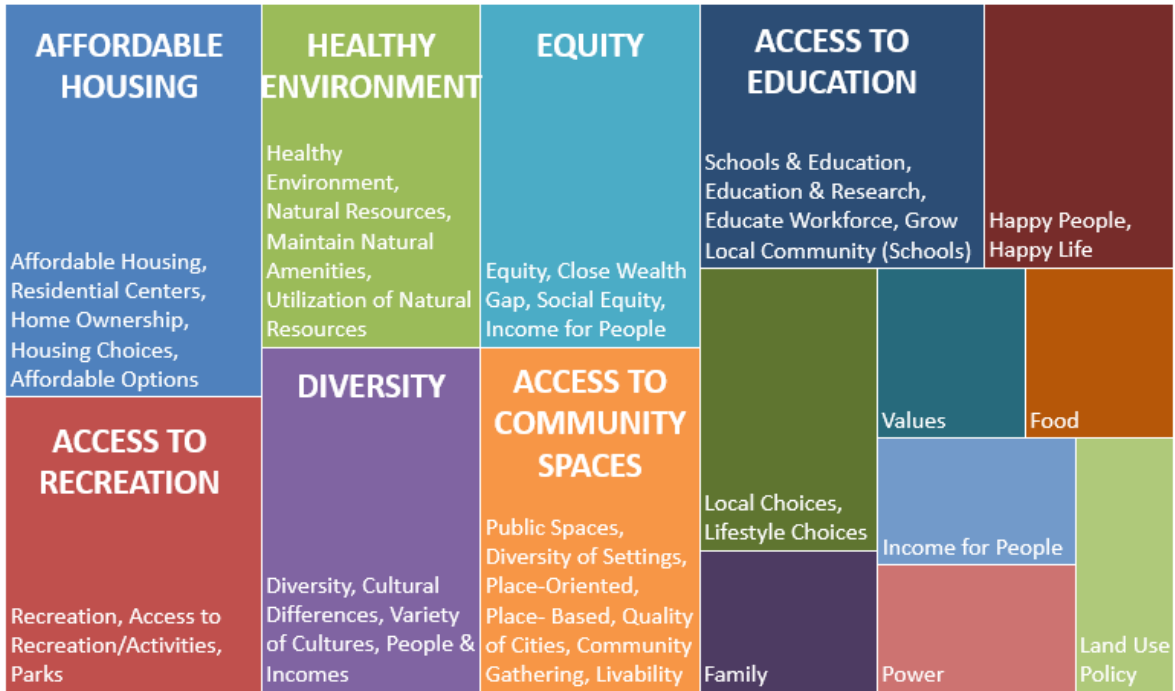 AFFORDABLE
HOUSING
Affordable Housing,
Residential Centers,
Home Ownership,
Housing Choices,
Affordable Options
ACCESS TO
RECREATION
Recreation, Access to
Recreation/Activities,
Parks
HEALTHY
ENVIRONMENT
Healthy
Environment,
Natural Resources,
Maintain Natural
Amenities,
Utilization of Natural
Resources
DIVERSITY
Diversity, Cultural
Differences, Variety
of Cultures, People &
Incomes
EQUITY
Equity, Close Wealth
Gap, Social Equity,
Income for People
ACCESS TO
COMMUNITY
SPACES
Public Spaces,
Diversity of Settings,
Place-Oriented,
Place- Based, Quality
of Cities, Community
Gathering, Livability
ACCESS TO
EDUCATION
Schools & Education,
Education & Research,
Educate Workforce, Grow
Local Community (Schools)
Happy People,
Happy Life
Local Choices,
Lifestyle Choices
Family
Values
Food
Income for People
Power
Land Use
Policy